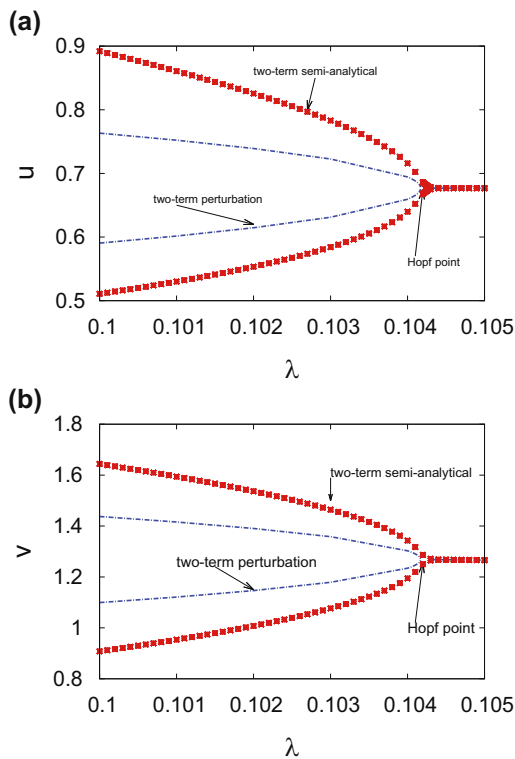 (a)
0.9
two-term semi-analytical
0.8
u
0.7
two-term perturbation
0.6
Hopf point
0.5
0.1 0.101 0.102 0.103 0.104 0.105
λ
(b)
1.8
1.6
two-term semi-analytical
1.4
v
two-term perturbation
1.2
Hopf point
1
0.8
0.1 0.101 0.102 0.103 0.104 0.105
λ